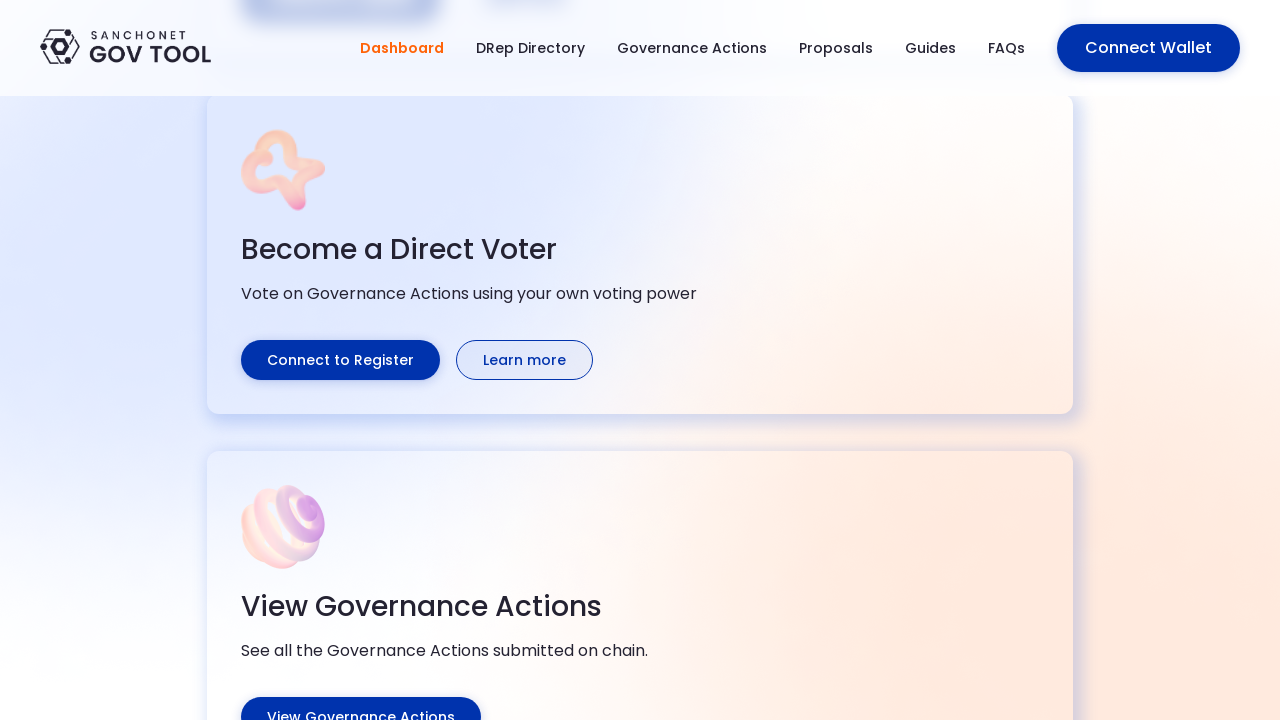 SANCHONET
GOV TOOL
Dashboard
DRep Directory
Governance Actions
Proposals
Guides
FAQs
Connect Wallet
Become a Direct Voter
Vote on Governance Actions using your own voting power
Connect to Register
Learn more
View Governance Actions
See all the Governance Actions submitted on chain.
View Governance Actions